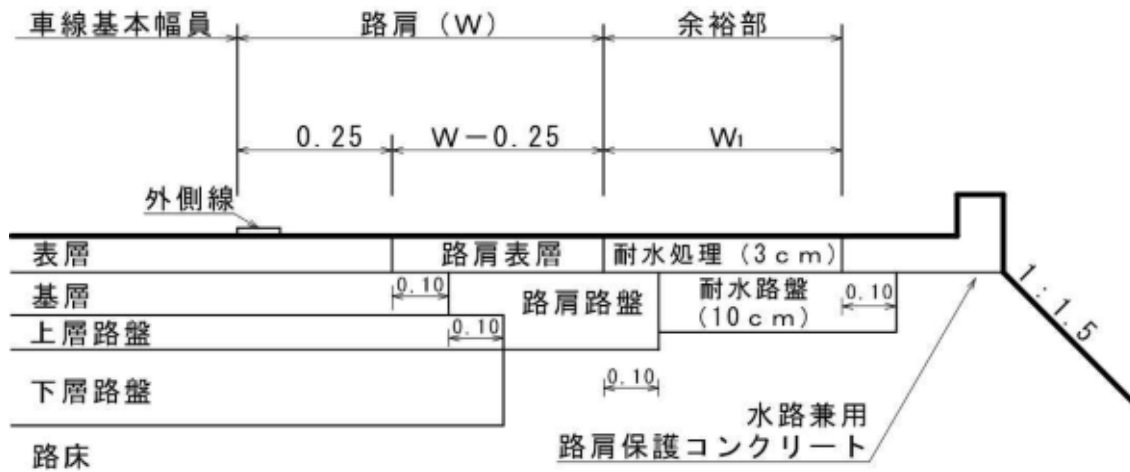 車線基本幅員
路肩（W）
余裕部
0.25
W－0.25
W₁
外側線
表層
路肩表層
耐水処理（3cm）
基層
0.10
路肩路盤
耐水路盤
（10cm）
0.10
1：1.5
上層路盤
0.10
下層路盤
0.10
水路兼用
路肩保護コンクリート
路床